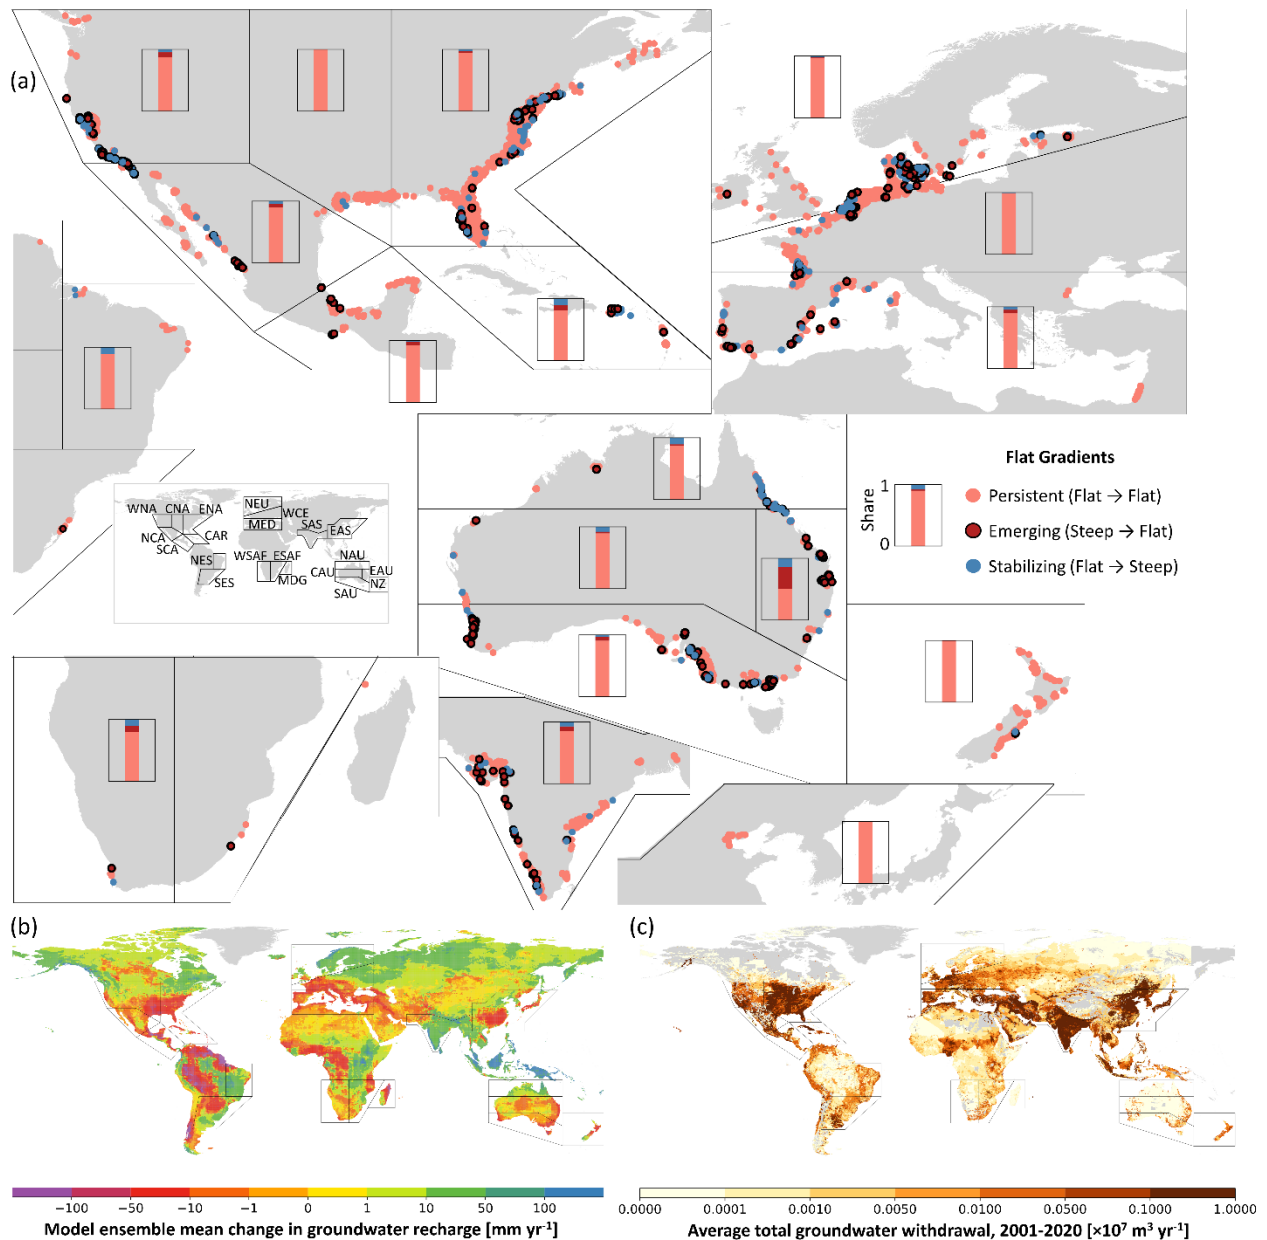 (a)
Flat Gradients
Share
1
0
Persistent (Flat → Flat)
Emerging (Steep → Flat)
Stabilizing (Flat → Steep)
WNA CNA ENA
NCA
SCA
CAR
NES
SES
NEU
WCE
MED
SAS
EAS
WSAF ESAF
MDG
NAU
CAU
EAU
NZ
SAU
(b)
−100 −50 −10 −1 0 1 10 50 100
Model ensemble mean change in groundwater recharge [mm yr⁻¹]
(c)
0.0000 0.0001 0.0010 0.0050 0.0100 0.0500 0.1000 1.0000
Average total groundwater withdrawal, 2001-2020 [×10⁷ m³ yr⁻¹]